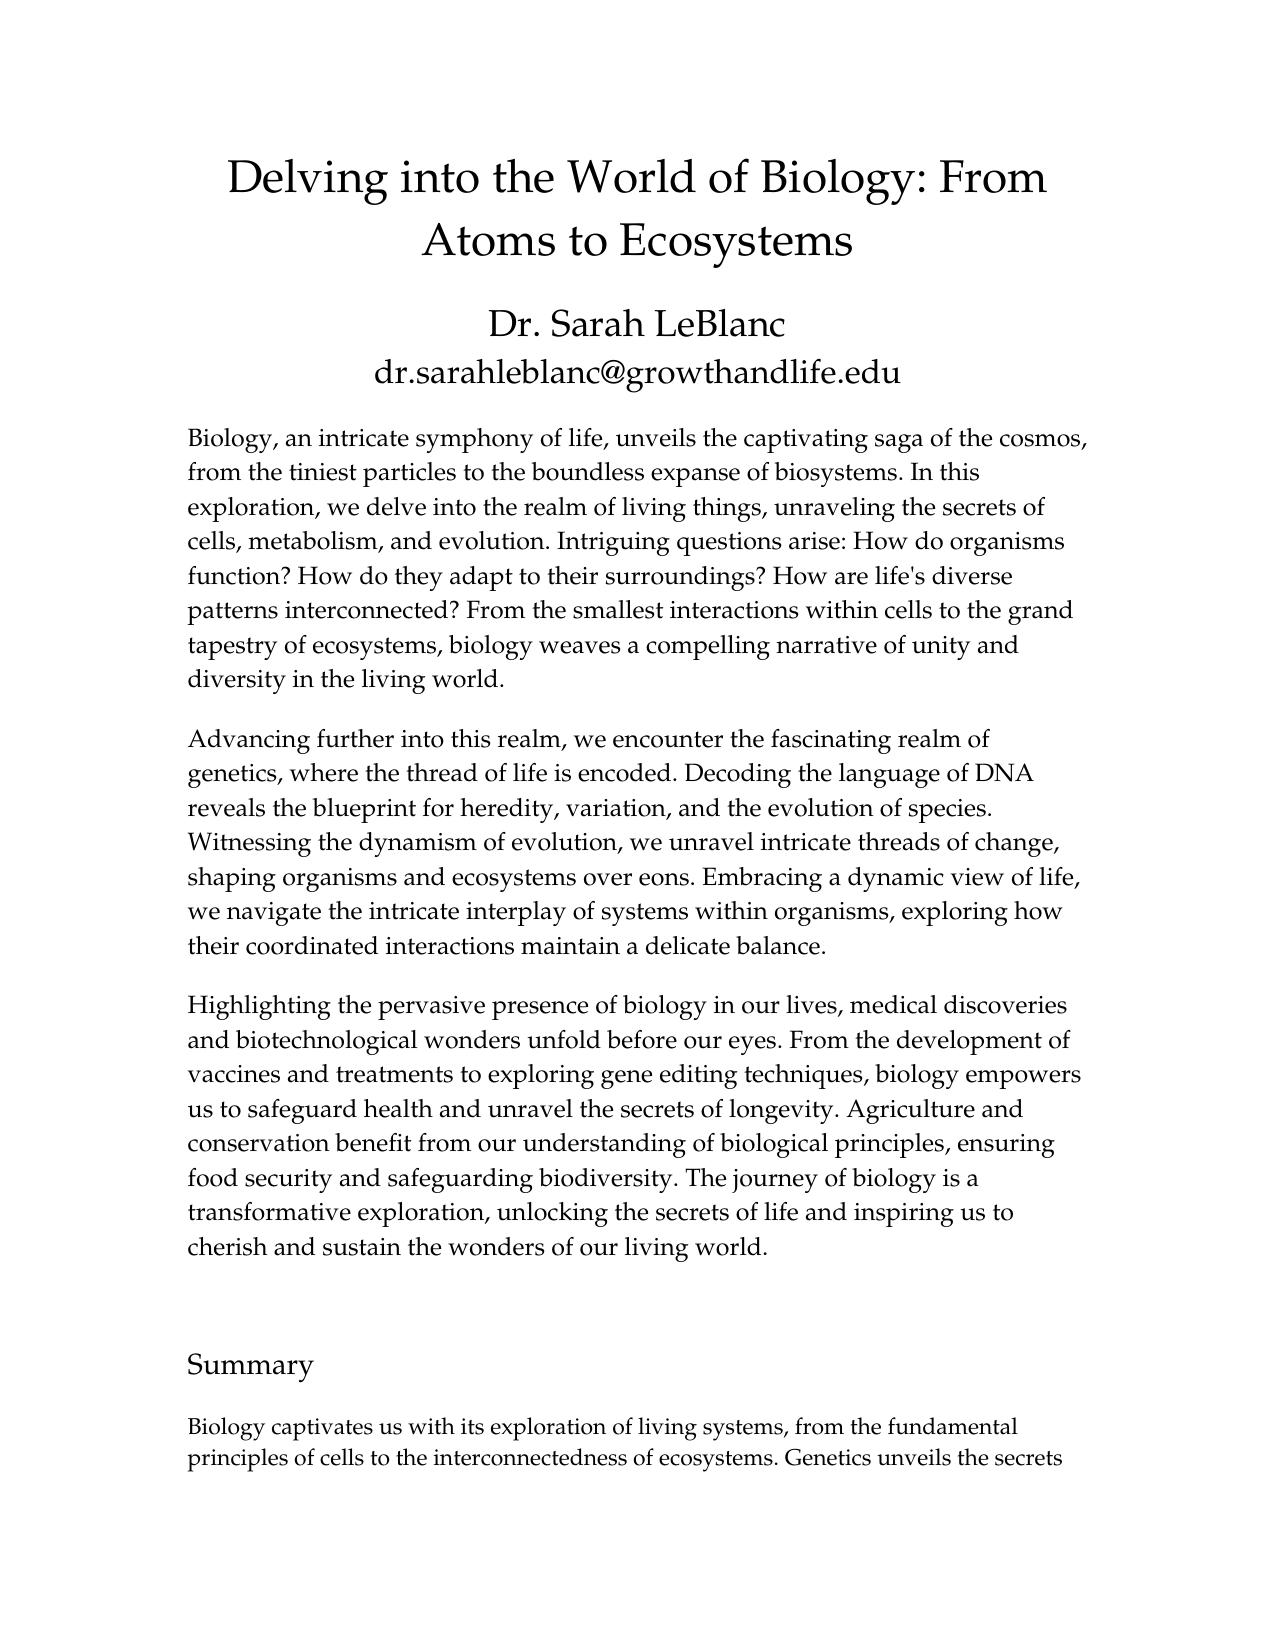 Delving into the World of Biology: From
Atoms to Ecosystems
Dr. Sarah LeBlanc
dr.sarahleblanc@growthandlife.edu
Biology, an intricate symphony of life, unveils the captivating saga of the cosmos,
from the tiniest particles to the boundless expanse of biosystems. In this
exploration, we delve into the realm of living things, unraveling the secrets of
cells, metabolism, and evolution. Intriguing questions arise: How do organisms
function? How do they adapt to their surroundings? How are life's diverse
patterns interconnected? From the smallest interactions within cells to the grand
tapestry of ecosystems, biology weaves a compelling narrative of unity and
diversity in the living world.
Advancing further into this realm, we encounter the fascinating realm of
genetics, where the thread of life is encoded. Decoding the language of DNA
reveals the blueprint for heredity, variation, and the evolution of species.
Witnessing the dynamism of evolution, we unravel intricate threads of change,
shaping organisms and ecosystems over eons. Embracing a dynamic view of life,
we navigate the intricate interplay of systems within organisms, exploring how
their coordinated interactions maintain a delicate balance.
Highlighting the pervasive presence of biology in our lives, medical discoveries
and biotechnological wonders unfold before our eyes. From the development of
vaccines and treatments to exploring gene editing techniques, biology empowers
us to safeguard health and unravel the secrets of longevity. Agriculture and
conservation benefit from our understanding of biological principles, ensuring
food security and safeguarding biodiversity. The journey of biology is a
transformative exploration, unlocking the secrets of life and inspiring us to
cherish and sustain the wonders of our living world.
Summary
Biology captivates us with its exploration of living systems, from the fundamental
principles of cells to the interconnectedness of ecosystems. Genetics unveils the secrets